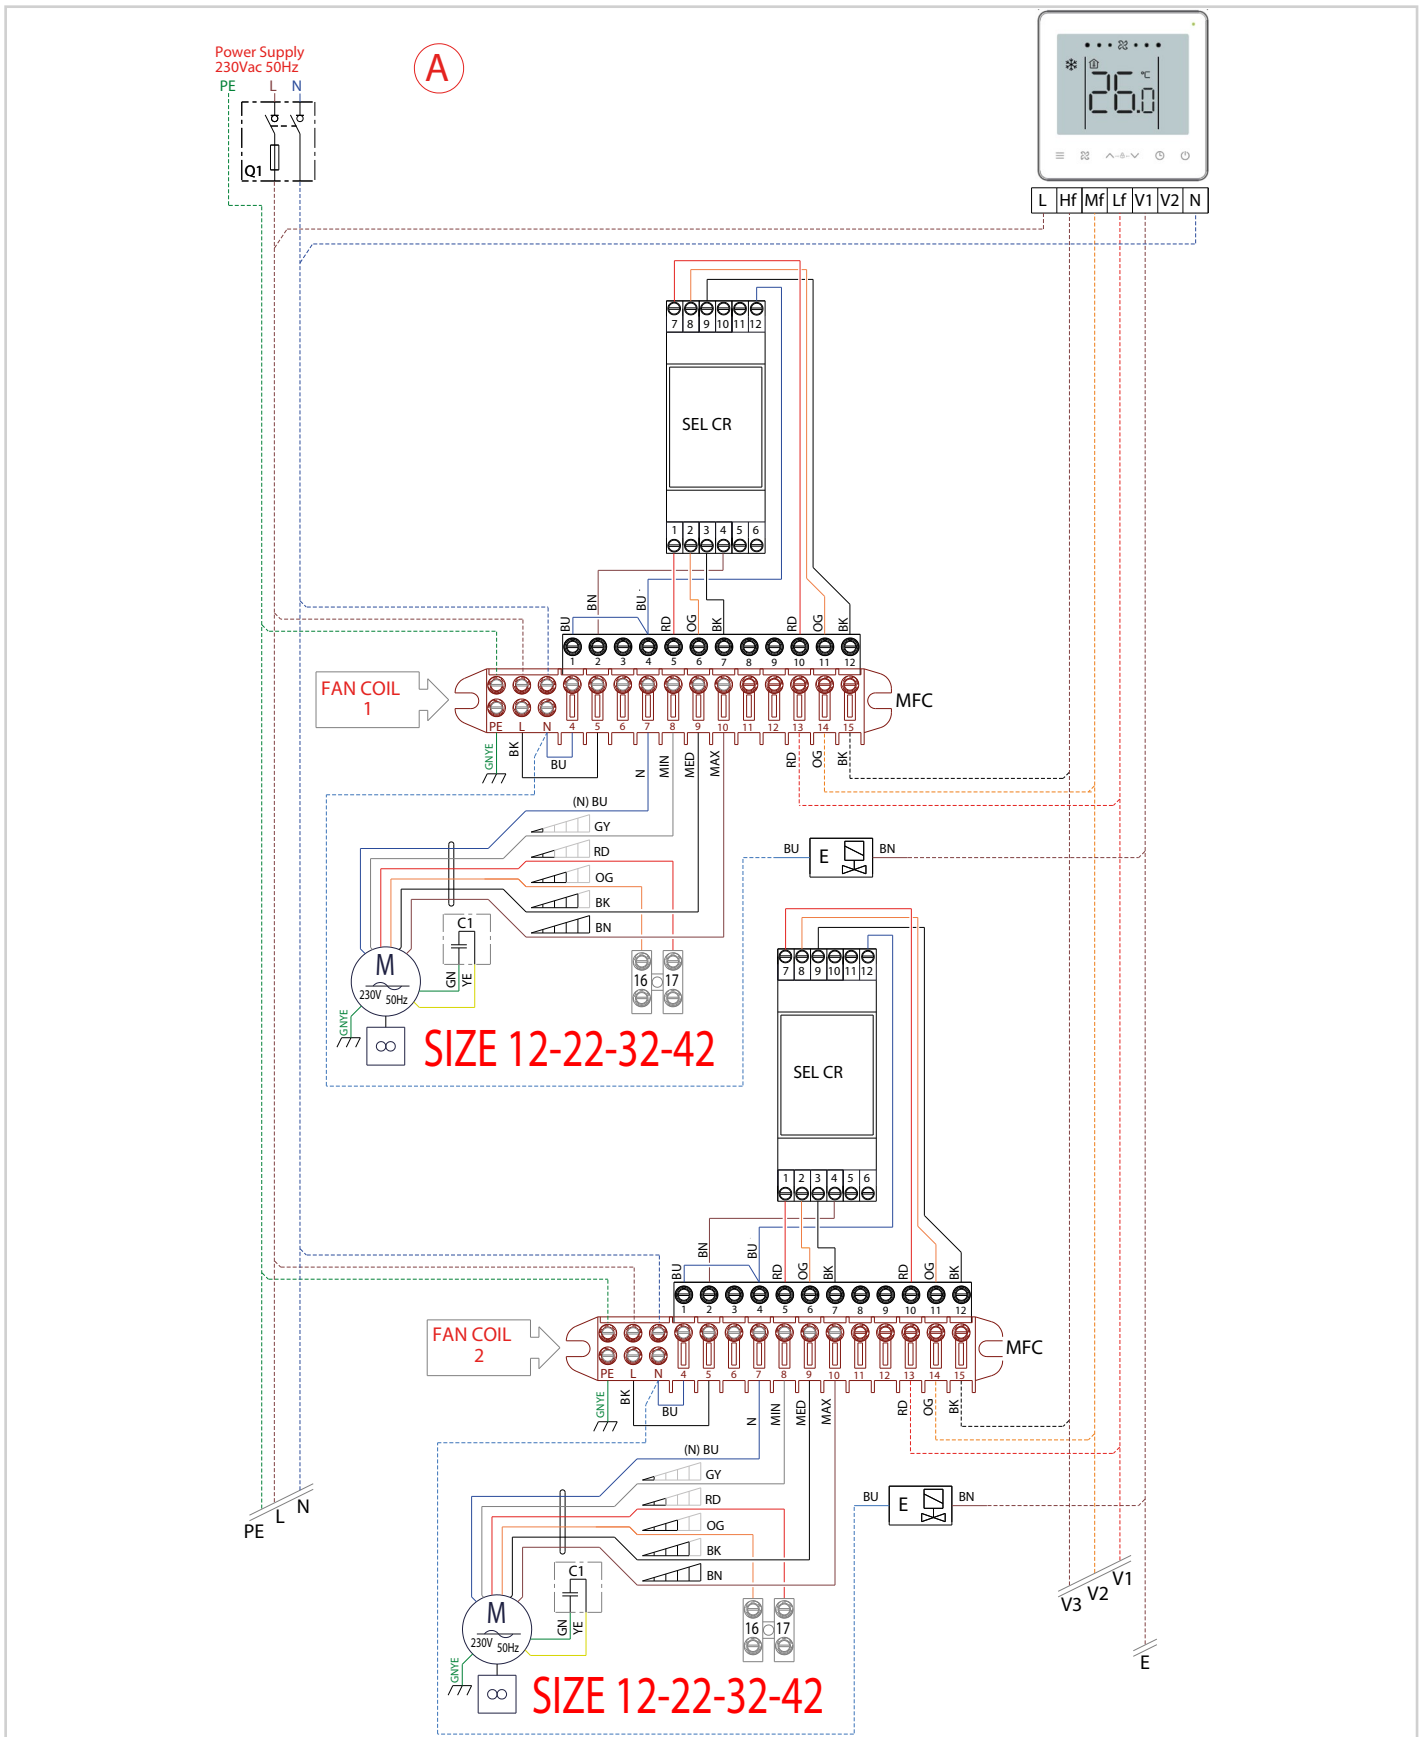 Power Supply
230Vac 50Hz
PE L N
A
Q1
26.0 °C
L Hf Mf Lf V1 V2 N
7 8 9 10 11 12
SEL CR
1 2 3 4 5 6
BU BN BU RD OG BK RD OG BK
1 2 3 4 5 6 7 8 9 10 11 12
FAN COIL
1
MFC
PE L N 4 5 6 7 8 9 10 11 12 13 14 15
GNYE BK BU N MIN MED MAX RD OG BK
(N) BU
GY
RD
OG
BK
BN
BU E BN
C1
M
230V 50Hz
GN YE
GNYE
16 17
SIZE 12-22-32-42
7 8 9 10 11 12
SEL CR
1 2 3 4 5 6
BU BN BU RD OG BK RD OG BK
1 2 3 4 5 6 7 8 9 10 11 12
FAN COIL
2
MFC
PE L N 4 5 6 7 8 9 10 11 12 13 14 15
GNYE BK BU N MIN MED MAX RD OG BK
(N) BU
GY
RD
OG
BK
BN
BU E BN
PE L N
C1
M
230V 50Hz
GN YE
GNYE
16 17
V3 V2 V1
E
SIZE 12-22-32-42